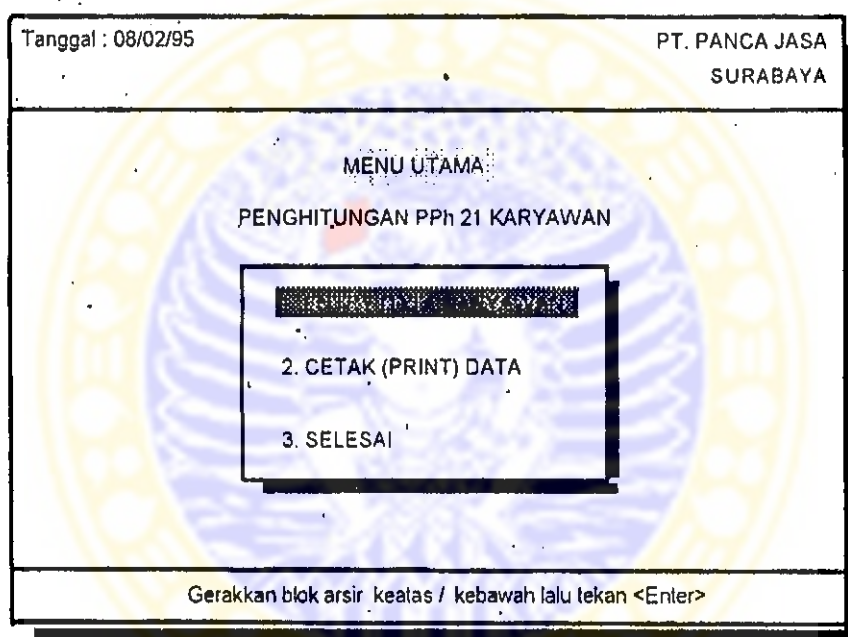 Tanggal : 08/02/95
PT. PANCA JASA
SURABAYA
MENU UTAMA
PENGHITUNGAN PPh 21 KARYAWAN
2. CETAK (PRINT) DATA
3. SELESAI
Gerakkan blok arsir keatas / kebawah lalu tekan <Enter>